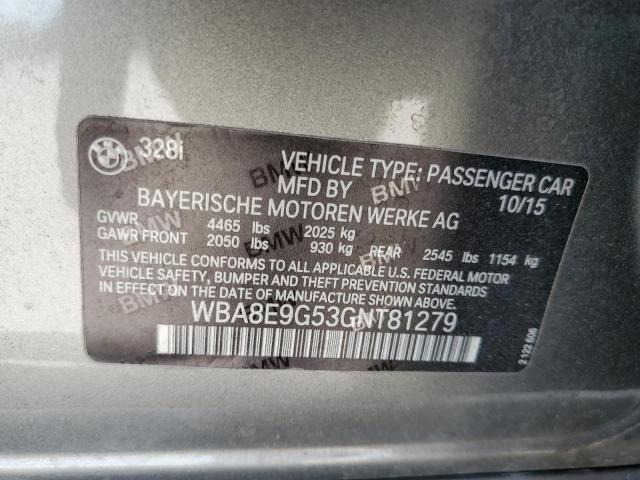 328i
VEHICLE TYPE: PASSENGER CAR
MFD BY 10/15
BAYERISCHE MOTOREN WERKE AG
GVWR 4465 lbs 2025 kg
GAWR FRONT 2050 lbs 930 kg REAR 2545 lbs 1154 kg
THIS VEHICLE CONFORMS TO ALL APPLICABLE U.S. FEDERAL MOTOR
VEHICLE SAFETY, BUMPER AND THEFT PREVENTION STANDARDS
IN EFFECT ON THE DATE OF MANUFACTURE SHOWN ABOVE.
WBA8E9G53GNT81279